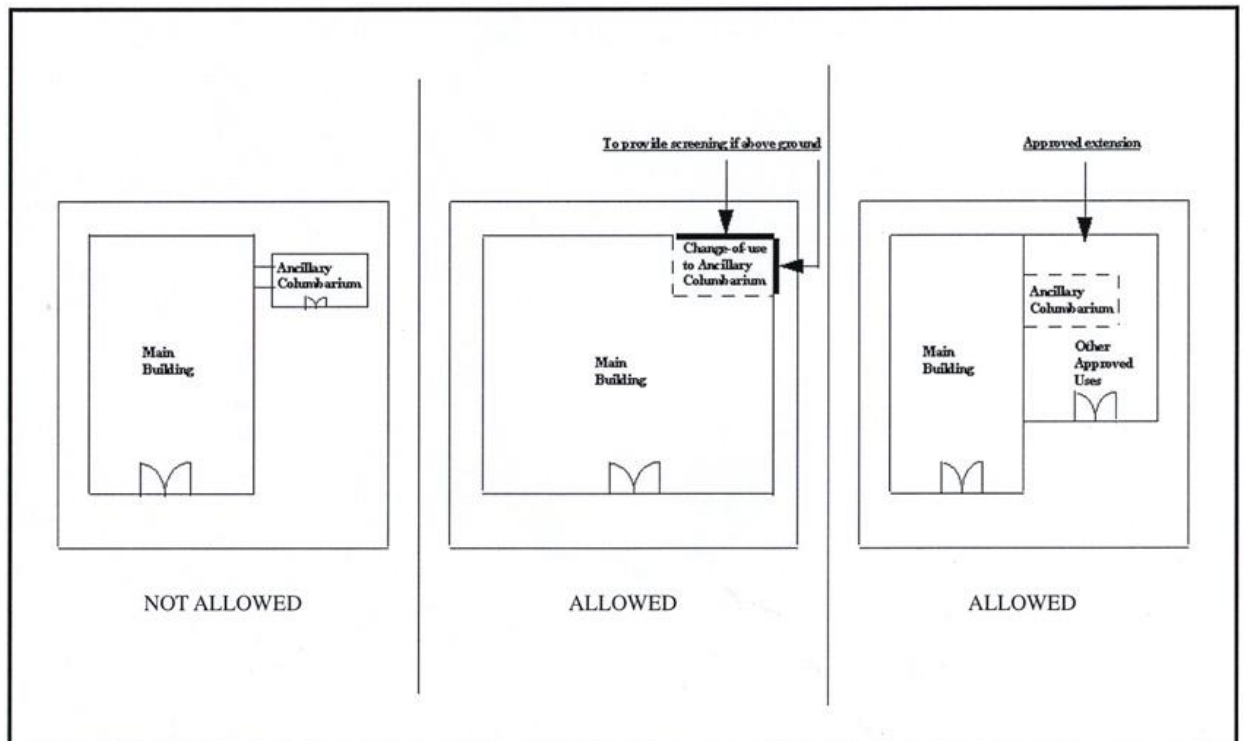 Ancillary
Columbarium
Main
Building
NOT ALLOWED
To provide screening if above ground
Change-of-use
to Ancillary
Columbarium
Main
Building
ALLOWED
Approved extension
Ancillary
Columbarium
Main
Building
Other
Approved
Uses
ALLOWED